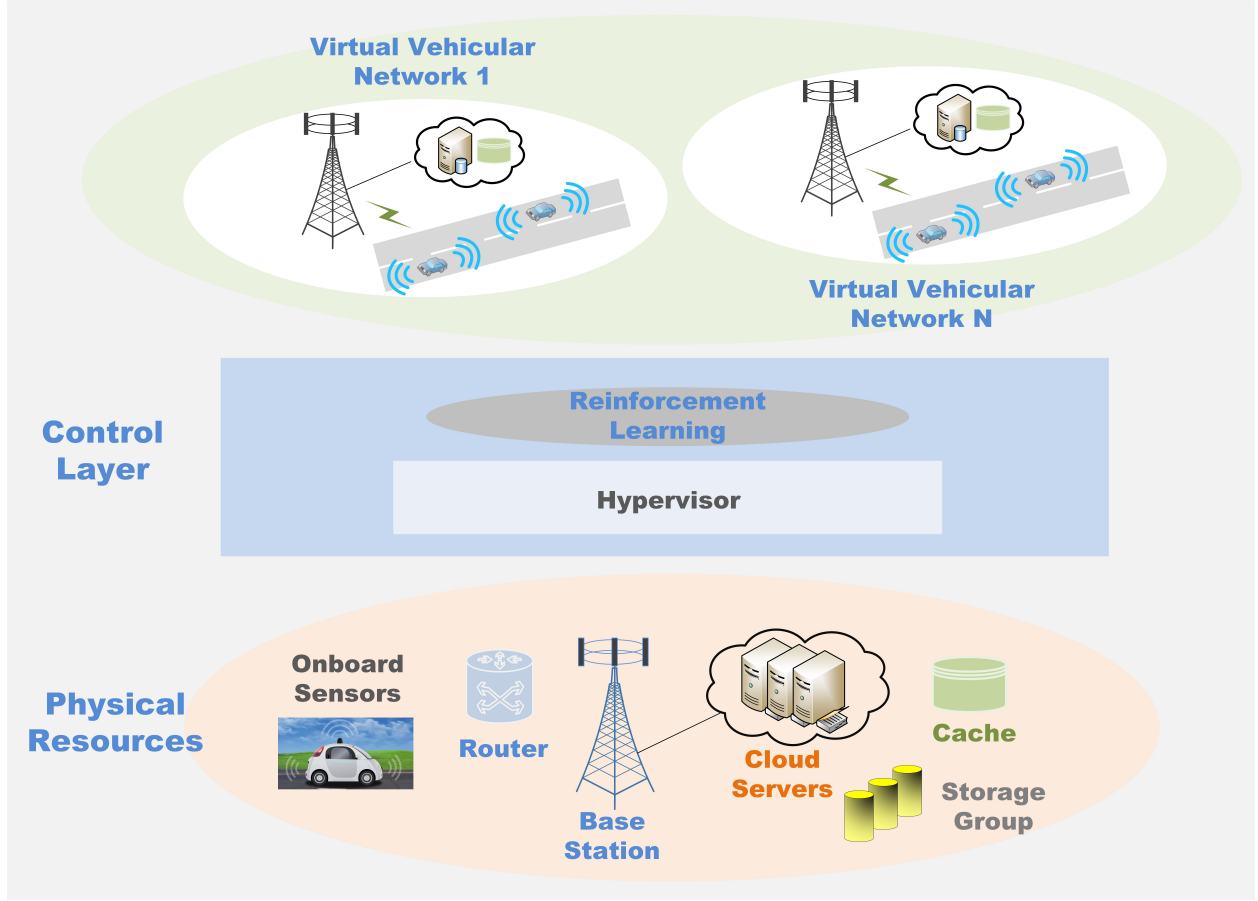 Virtual Vehicular
Network 1
Virtual Vehicular
Network N
Control
Layer
Reinforcement
Learning
Hypervisor
Physical
Resources
Onboard
Sensors
Router
Base
Station
Cloud
Servers
Cache
Storage
Group